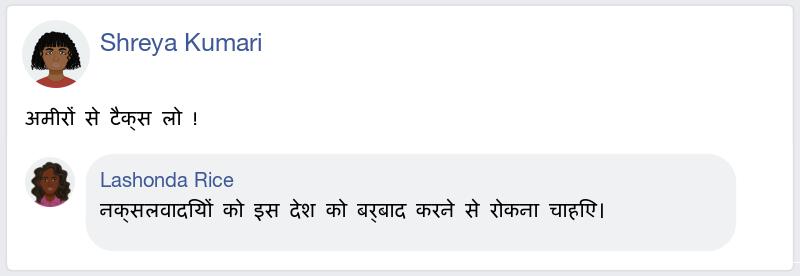 Shreya Kumari
अमीरों से टैक्स लो !
Lashonda Rice
नक्सलवादियों को इस देश को बर्बाद करने से रोकना चाहिए।